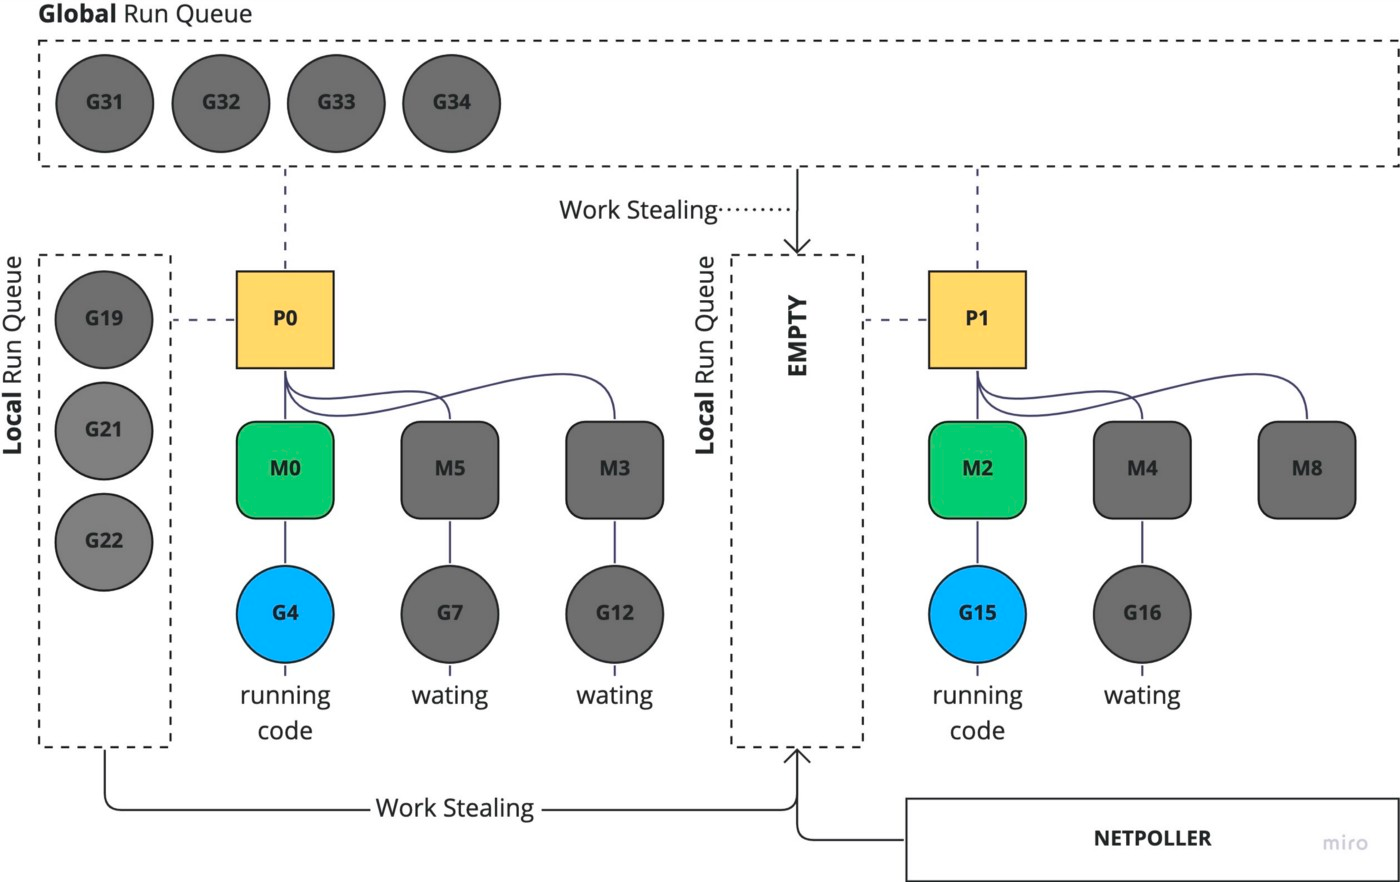 Global Run Queue
G31 G32 G33 G34
Work Stealing
Local Run Queue
G19
G21
G22
P0
M0 M5 M3
G4 G7 G12
running
code
wating
wating
Local Run Queue
EMPTY
P1
M2 M4 M8
G15 G16
running
code
wating
Work Stealing
NETPOLLER
miro